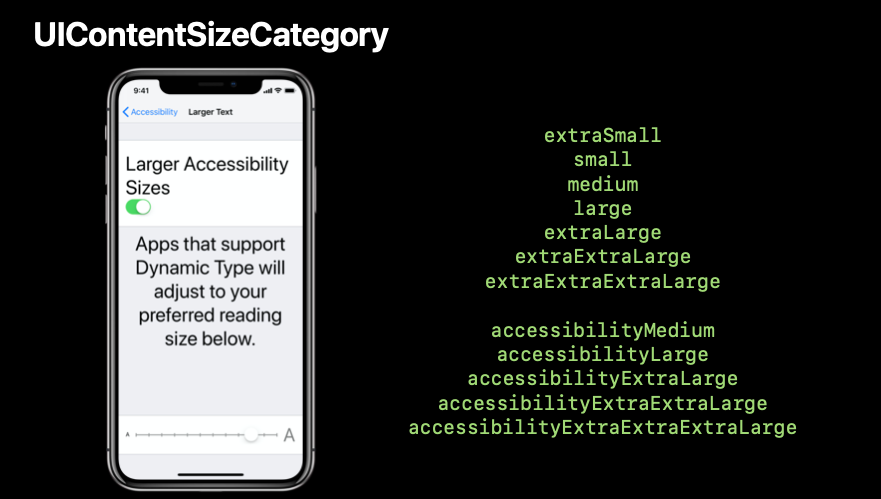 UIContentSizeCategory
9:41
Accessibility
Larger Text
Larger Accessibility
Sizes
Apps that support
Dynamic Type will
adjust to your
preferred reading
size below.
A
A
extraSmall
small
medium
large
extraLarge
extraExtraLarge
extraExtraExtraLarge
accessibilityMedium
accessibilityLarge
accessibilityExtraLarge
accessibilityExtraExtraLarge
accessibilityExtraExtraExtraLarge